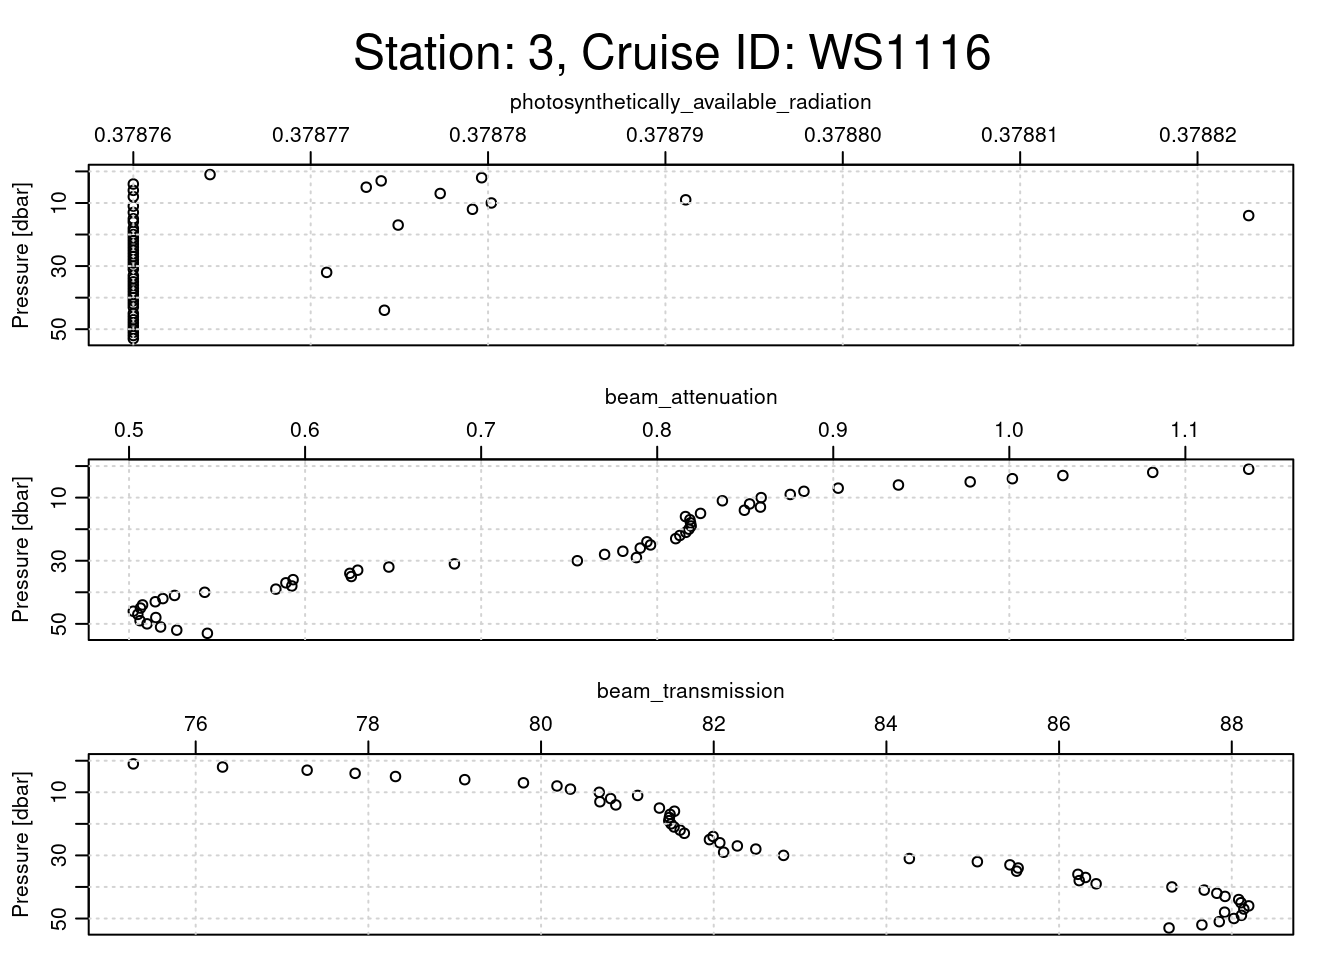 Station: 3, Cruise ID: WS1116
photosynthetically_available_radiation
0.37876 0.37877 0.37878 0.37879 0.37880 0.37881 0.37882
Pressure [dbar]
10
30
50
beam_attenuation
0.5 0.6 0.7 0.8 0.9 1.0 1.1
Pressure [dbar]
10
30
50
beam_transmission
76 78 80 82 84 86 88
Pressure [dbar]
10
30
50